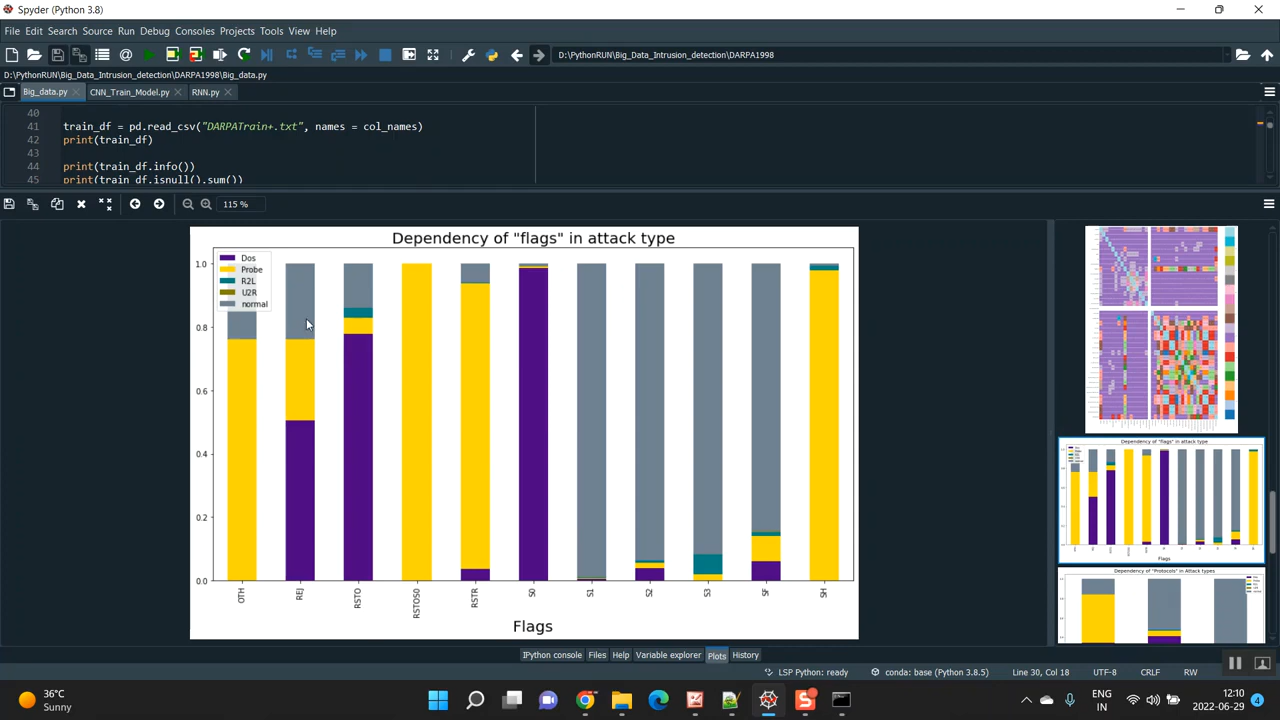 Spyder (Python 3.8)
File Edit Search Source Run Debug Consoles Projects Tools View Help
D:\PythonRUN\Big_Data_Intrusion_detection\DARPA1998
D:\PythonRUN\Big_Data_Intrusion_detection\DARPA1998\Big_data.py
Big_data.py CNN_Train_Model.py RNN.py
40
41 train_df = pd.read_csv("DARPATrain+.txt", names = col_names)
42 print(train_df)
43
44 print(train_df.info())
45 print(train_df.isnull().sum())
115 %
Dependency of "flags" in attack type
Dos
Probe
R2L
U2R
normal
1.0
0.8
0.6
0.4
0.2
0.0
OTH REJ RSTO RSTOS0 RSTR S0 S1 S2 S3 SF SH
Flags
Dependency of "flags" in attack type
Flags
Dependency of "Protocols" in Attack types
IPython console Files Help Variable explorer Plots History
LSP Python: ready conda: base (Python 3.8.5) Line 30, Col 18 UTF-8 CRLF RW
36°C
Sunny
ENG
IN
12:10
2022-06-29
4